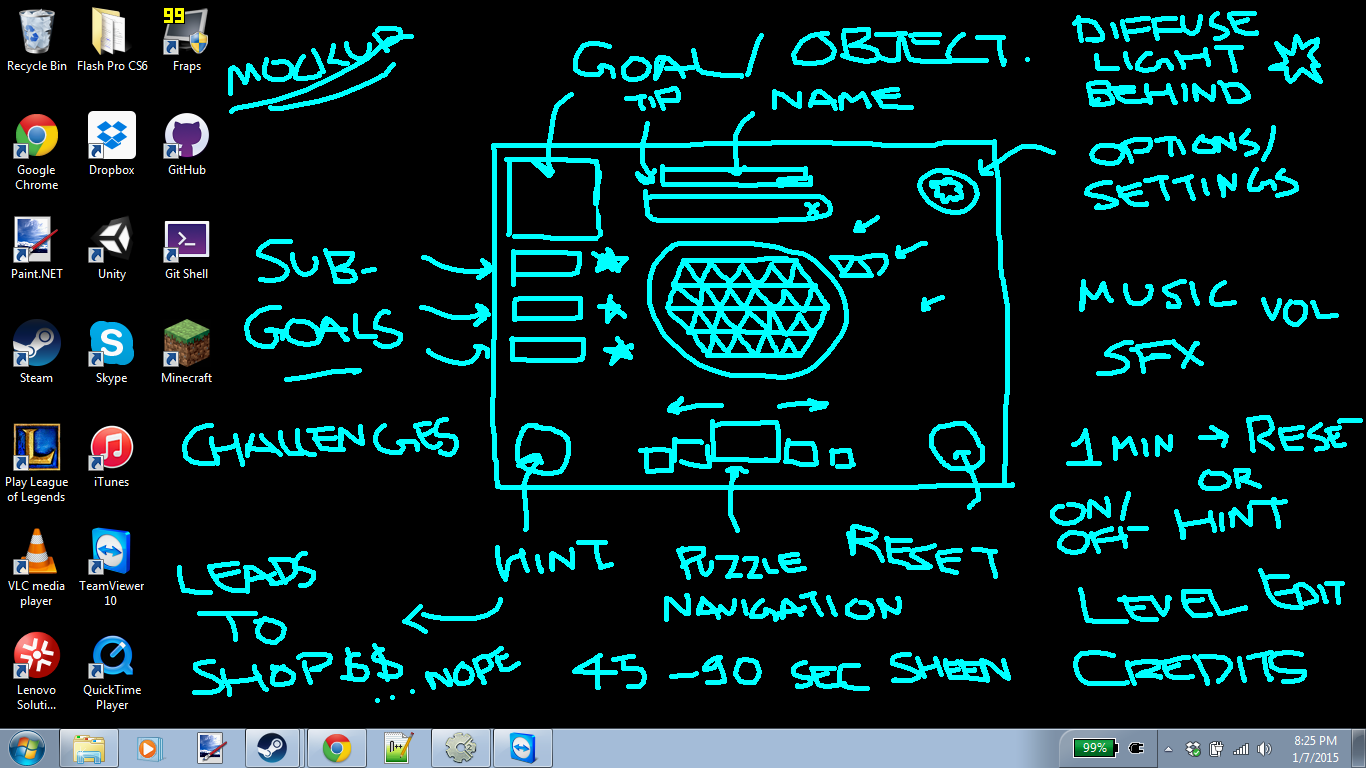 99
Recycle Bin
Flash Pro CS6
Fraps
Google
Chrome
Dropbox
GitHub
Paint.NET
Unity
Git Shell
Steam
Skype
Minecraft
Play League
of Legends
iTunes
VLC media
player
TeamViewer
10
Lenovo
Soluti...
QuickTime
Player
MOCKUP
GOAL/ OBJECT.
TIP NAME
DIFFUSE
LIGHT
BEHIND
OPTIONS/
SETTINGS
x
SUB-
GOALS
CHALLENGES
MUSIC VOL
SFX
1 MIN → RESET
OR
ON/
OFF HINT
LEVEL EDIT
CREDITS
HINT
PUZZLE
NAVIGATION
RESET
LEADS
TO
SHOP $$ ... NOPE
45 - 90 SEC SHEEN
99%
8:25 PM
1/7/2015